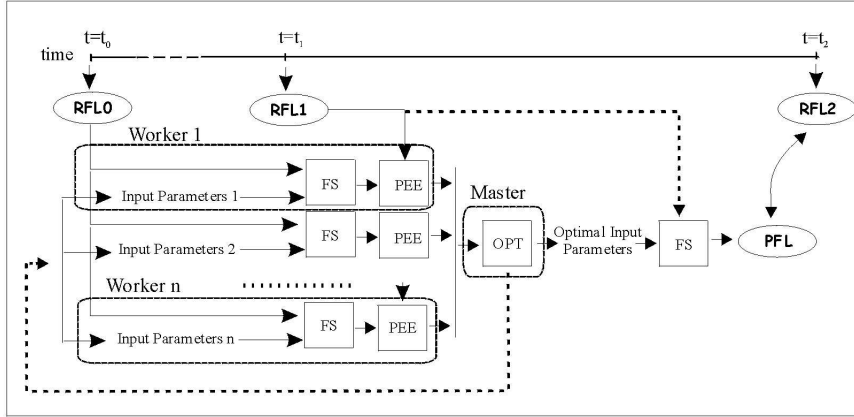 t=t0
t=t1
t=t2
time
RFL0
RFL1
RFL2
Worker 1
FS
PEE
Input Parameters 1
Master
FS
PEE
Input Parameters 2
OPT
Optimal Input
Parameters
FS
PFL
Worker n
FS
PEE
Input Parameters n